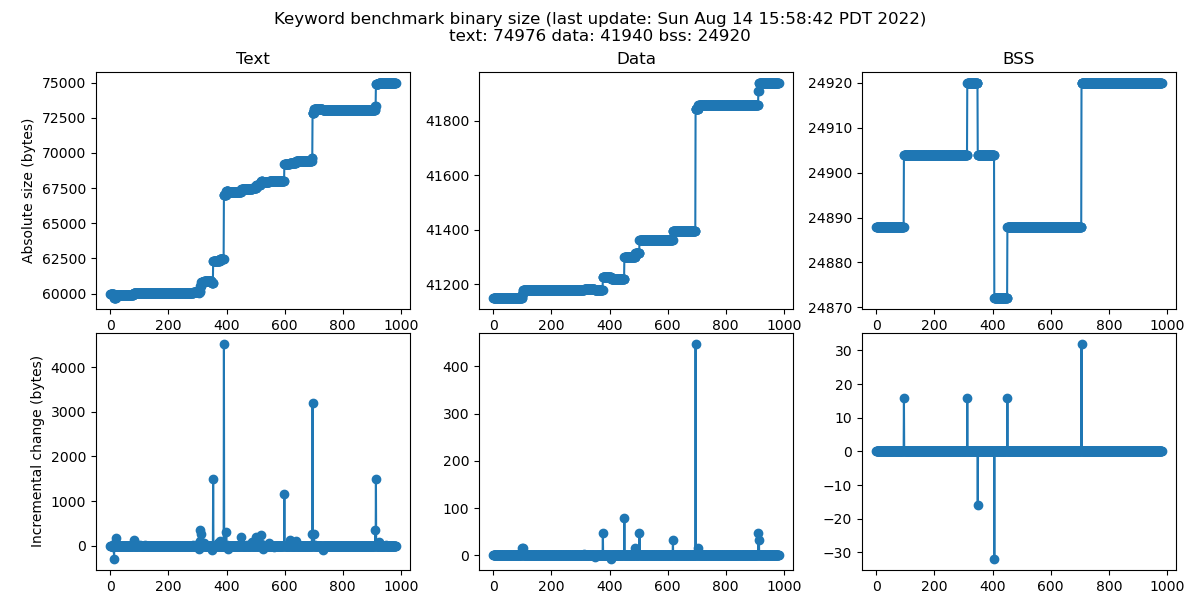 Keyword benchmark binary size (last update: Sun Aug 14 15:58:42 PDT 2022)
text: 74976 data: 41940 bss: 24920
Text
Absolute size (bytes)
75000
72500
70000
67500
65000
62500
60000
0 200 400 600 800 1000
Data
41800
41600
41400
41200
0 200 400 600 800 1000
BSS
24920
24910
24900
24890
24880
24870
0 200 400 600 800 1000
Incremental change (bytes)
4000
3000
2000
1000
0
0 200 400 600 800 1000
400
300
200
100
0
0 200 400 600 800 1000
30
20
10
0
−10
−20
−30
0 200 400 600 800 1000